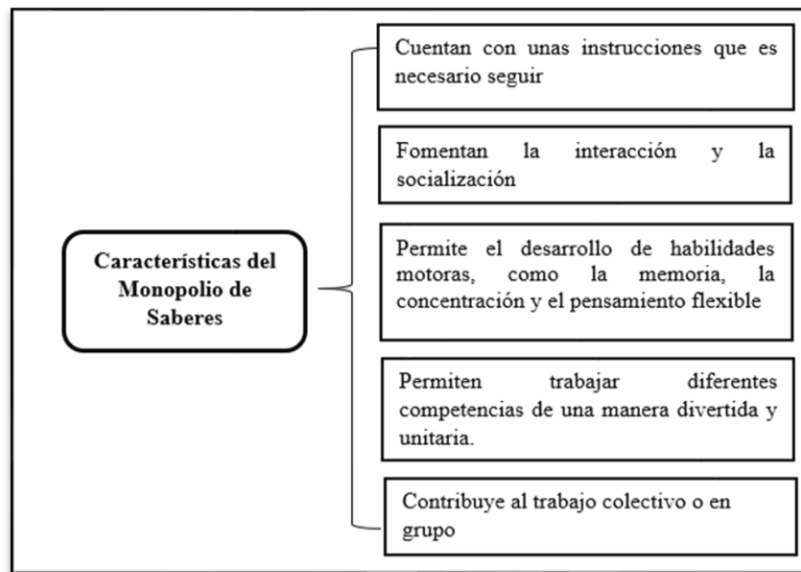 Cuentan con unas instrucciones que es
necesario seguir
Fomentan la interacción y la
socialización
Característícas del
Monopolio de
Saberes
Permite el desarrollo de habilidades
motoras, como la memoria, la
concentración y el pensamiento flexible
Permiten trabajar diferentes
competencias de una manera divertida y
unitaria.
Contribuye al trabajo colectivo o en
grupo